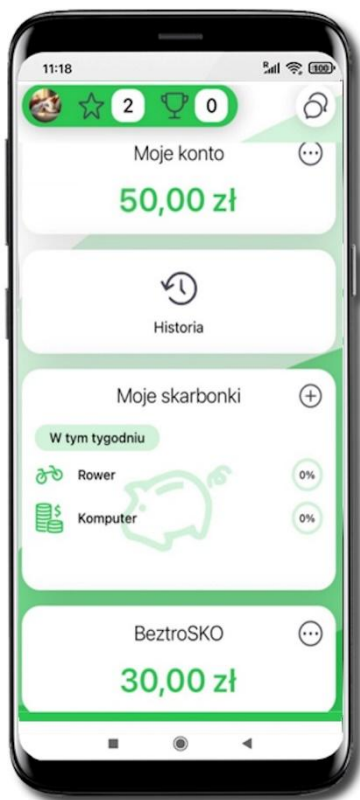 11:18
R
100
2
0
Moje konto
50,00 zł
Historia
Moje skarbonki
W tym tygodniu
Rower
0%
$
Komputer
0%
BeztroSKO
30,00 zł